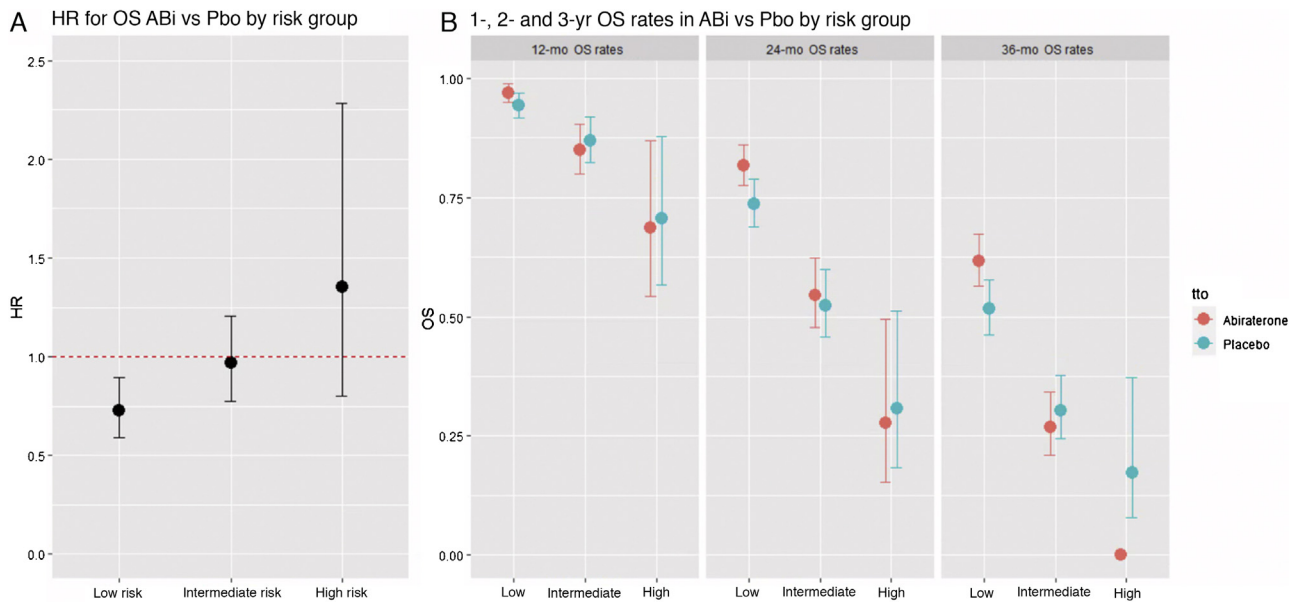 A HR for OS ABi vs Pbo by risk group
2.5
2.0
1.5
1.0
0.5
0.0
HR
Low risk Intermediate risk High risk
B 1-, 2- and 3-yr OS rates in ABi vs Pbo by risk group
12-mo OS rates 24-mo OS rates 36-mo OS rates
1.00
0.75
0.50
0.25
0.00
OS
Low Intermediate High Low Intermediate High Low Intermediate High
tto
Abiraterone
Placebo